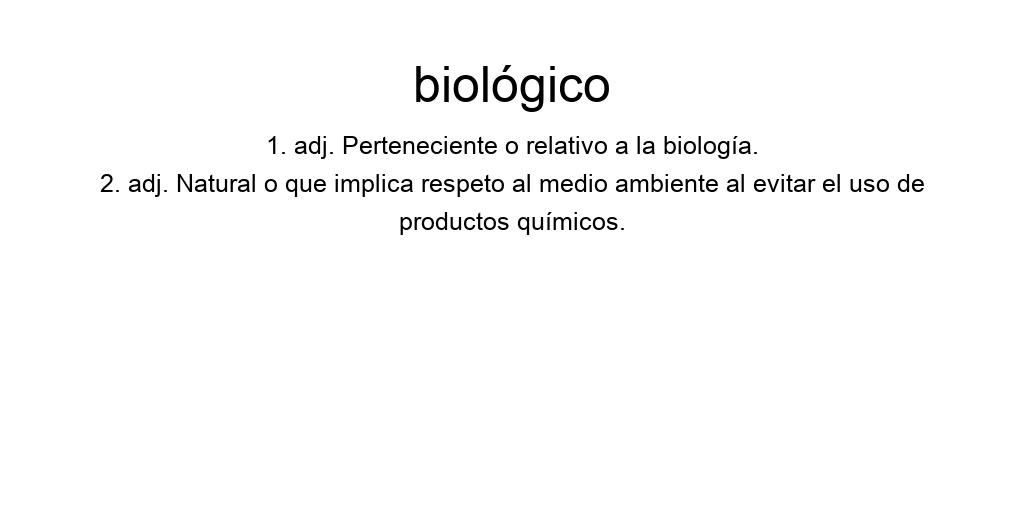 biológico
1. adj. Perteneciente o relativo a la biología.
2. adj. Natural o que implica respeto al medio ambiente al evitar el uso de
productos químicos.